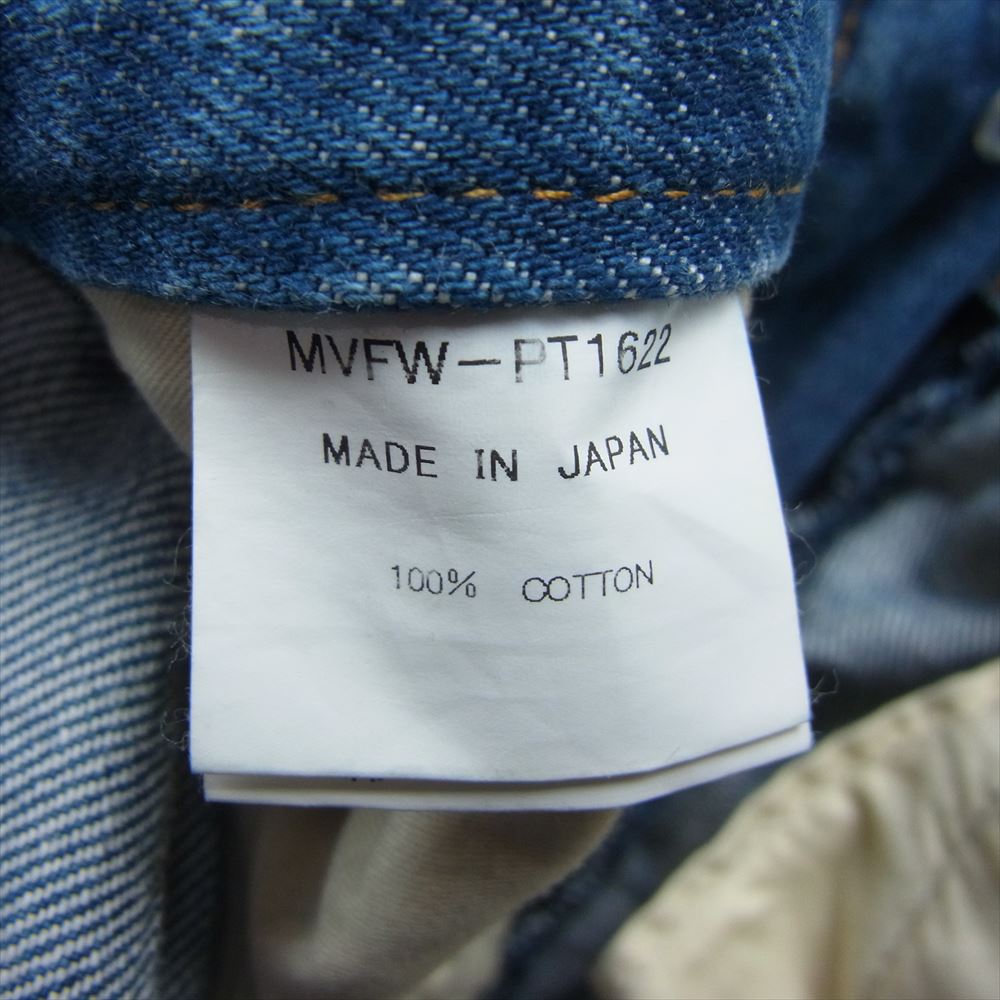 MVFW-PT1622
MADE IN JAPAN
100% COTTON